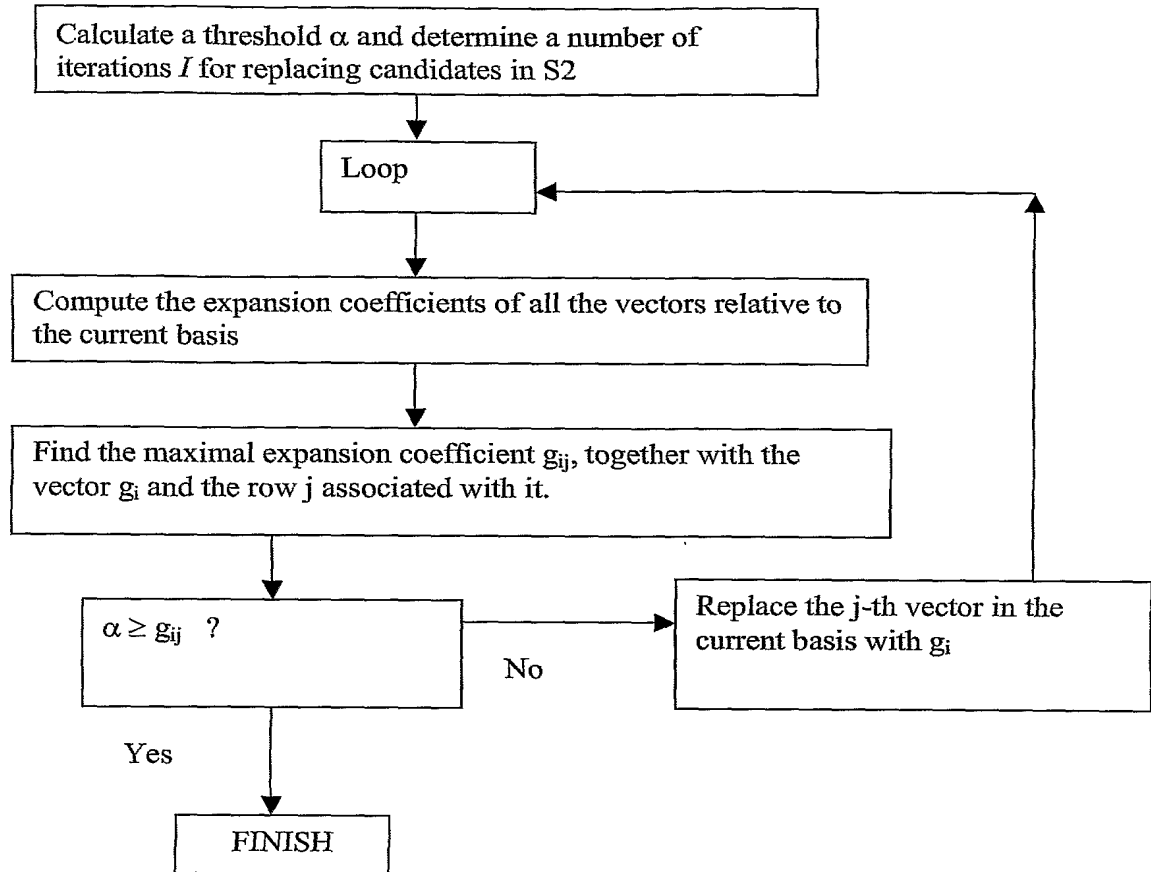 Calculate a threshold α and determine a number of
iterations I for replacing candidates in S2
Loop
Compute the expansion coefficients of all the vectors relative to
the current basis
Find the maximal expansion coefficient gij, together with the
vector gi and the row j associated with it.
α ≥ gij ?
No
Replace the j-th vector in the
current basis with gi
Yes
FINISH